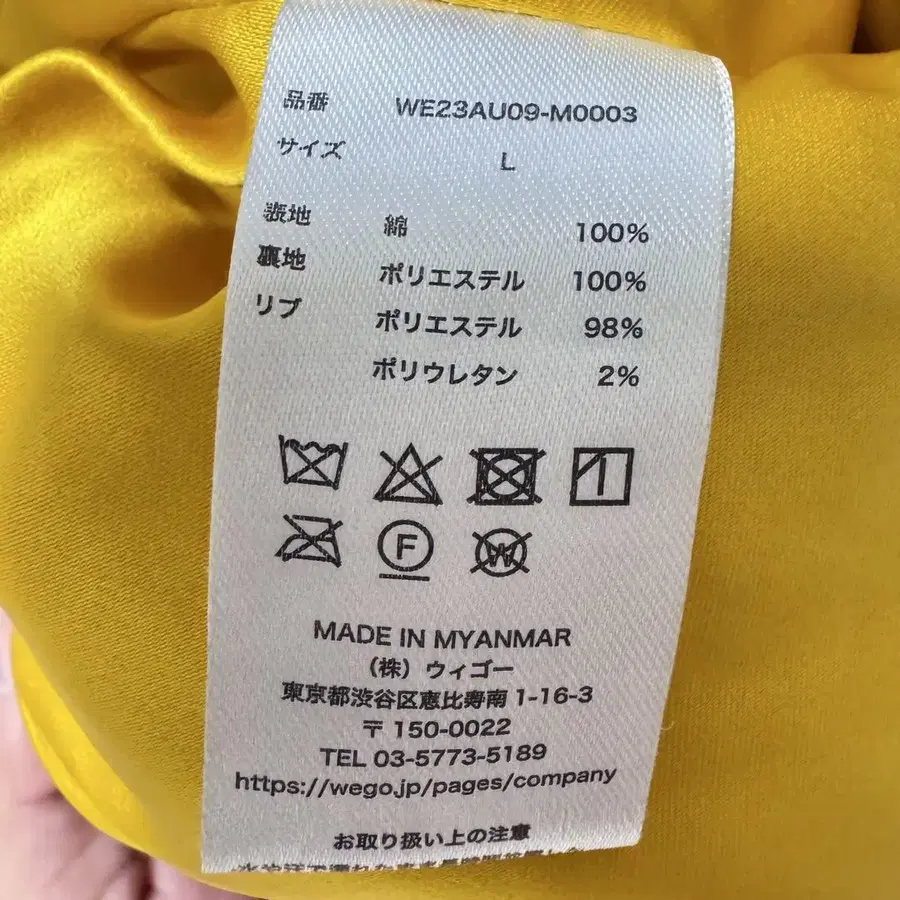 品番 WE23AU09-M0003
サイズ L
表地 綿 100%
裏地 ポリエステル 100%
リブ ポリエステル 98%
ポリウレタン 2%
F
W
MADE IN MYANMAR
（株）ウィゴー
東京都渋谷区恵比寿南 1-16-3
〒 150-0022
TEL 03-5773-5189
https://wego.jp/pages/company
お取り扱い上の注意